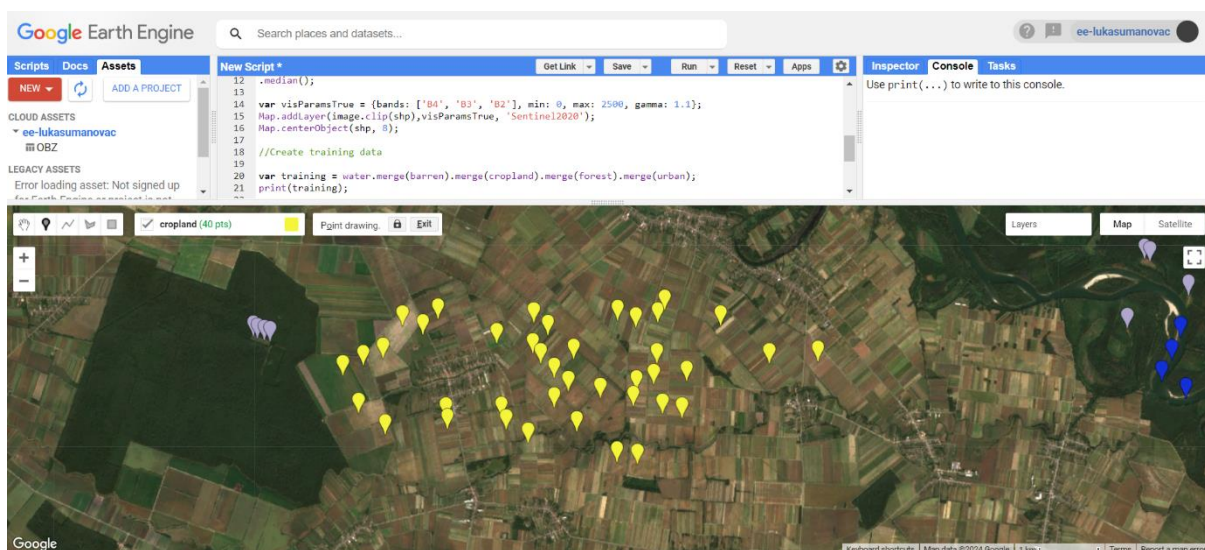 Google Earth Engine
Search places and datasets...
ee-lukasumanovac
Scripts Docs Assets
NEW
ADD A PROJECT
CLOUD ASSETS
ee-lukasumanovac
OBZ
LEGACY ASSETS
Error loading asset: Not signed up
for Earth Engine or project is not
New Script *
Get Link Save Run Reset Apps
12 .median();
13
14 var visParamsTrue = {bands: ['B4', 'B3', 'B2'], min: 0, max: 2500, gamma: 1.1};
15 Map.addLayer(image.clip(shp),visParamsTrue, 'Sentinel2020');
16 Map.centerObject(shp, 8);
17
18 //Create training data
19
20 var training = water.merge(barren).merge(cropland).merge(forest).merge(urban);
21 print(training);
Inspector Console Tasks
Use print(...) to write to this console.
cropland (40 pts)
Point drawing. Exit
Layers
Map Satellite
+
−
Google
Keyboard shortcuts Map data ©2024 Google Terms Report a map error